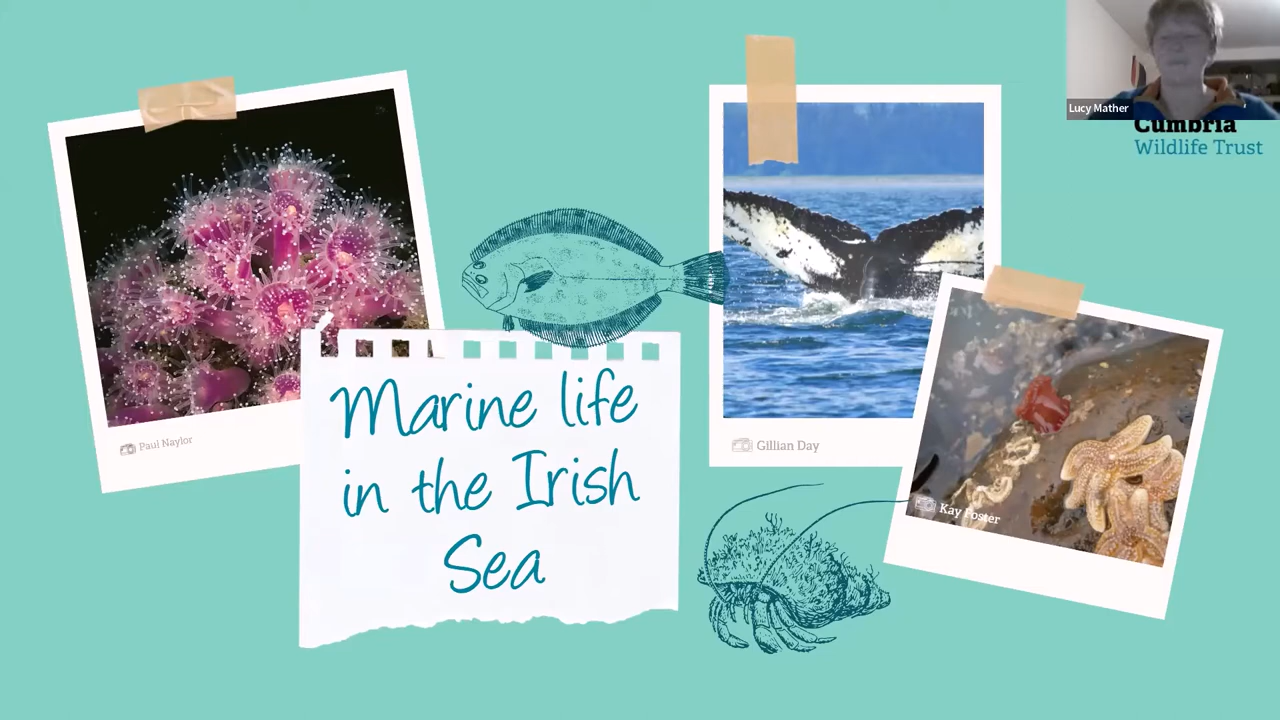 Lucy Mather
Cumbria
Wildlife Trust
Paul Naylor
Gillian Day
Kay Foster
Marine life
in the Irish
Sea